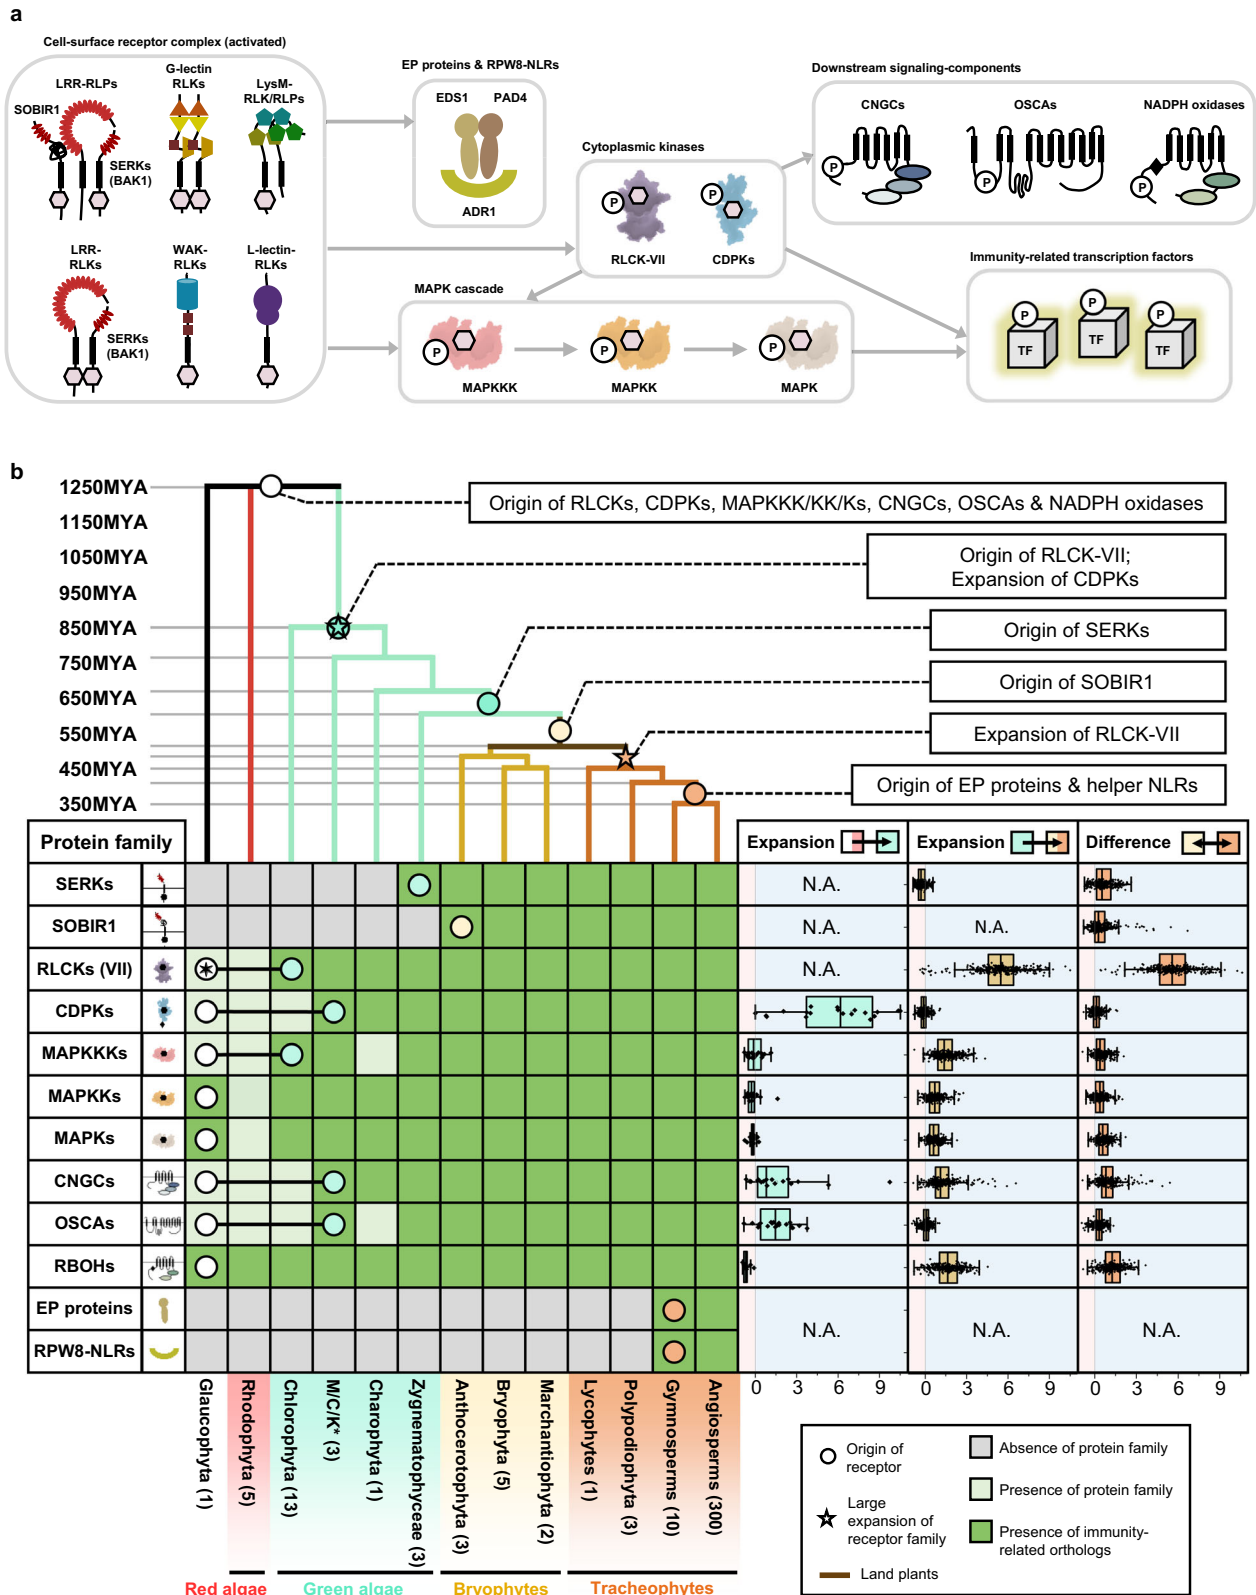 a
Cell-surface receptor complex (activated)
LRR-RLPs
G-lectin
RLKs
LysM-
RLK/RLPs
SOBIR1
SERKs
(BAK1)
LRR-
RLKs
WAK-
RLKs
L-lectin-
RLKs
SERKs
(BAK1)
EP proteins & RPW8-NLRs
EDS1
PAD4
ADR1
Cytoplasmic kinases
P
P
RLCK-VII
CDPKs
Downstream signaling-components
CNGCs
OSCAs
NADPH oxidases
P
P
P
MAPK cascade
P
P
P
MAPKKK
MAPKK
MAPK
Immunity-related transcription factors
P
P
P
TF
TF
TF
b
1250MYA
1150MYA
1050MYA
950MYA
850MYA
750MYA
650MYA
550MYA
450MYA
350MYA
Origin of RLCKs, CDPKs, MAPKKK/KK/Ks, CNGCs, OSCAs & NADPH oxidases
Origin of RLCK-VII;
Expansion of CDPKs
Origin of SERKs
Origin of SOBIR1
Expansion of RLCK-VII
Origin of EP proteins & helper NLRs
Protein family
Expansion
Expansion
Difference
SERKs
N.A.
SOBIR1
N.A.
N.A.
RLCKs (VII)
N.A.
CDPKs
MAPKKKs
MAPKKs
MAPKs
CNGCs
OSCAs
RBOHs
EP proteins
RPW8-NLRs
N.A.
N.A.
N.A.
0 3 6 9
0 3 6 9
0 3 6 9
Glaucophyta (1)
Rhodophyta (5)
Chlorophyta (13)
M/C/K* (3)
Charophyta (1)
Zygnematophyceae (3)
Anthocerotophyta (3)
Bryophyta (5)
Marchantiophyta (2)
Lycophytes (1)
Polypodiophyta (3)
Gymnosperms (10)
Angiosperms (300)
Red algae
Green algae
Bryophytes
Tracheophytes
Origin of
receptor
Large
expansion of
receptor family
Land plants
Absence of protein family
Presence of protein family
Presence of immunity-
related orthologs